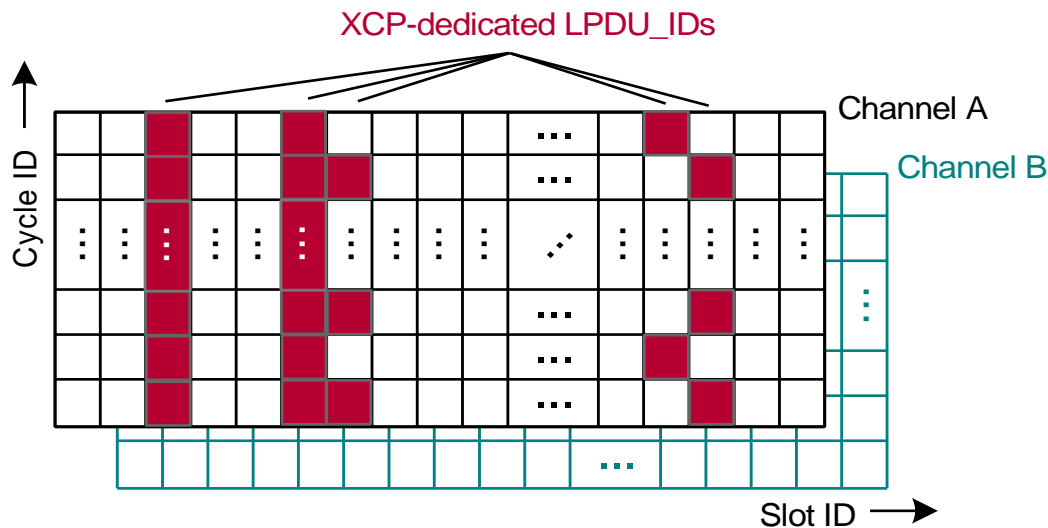 XCP-dedicated LPDU_IDs
Channel A
Channel B
Cycle ID
Slot ID